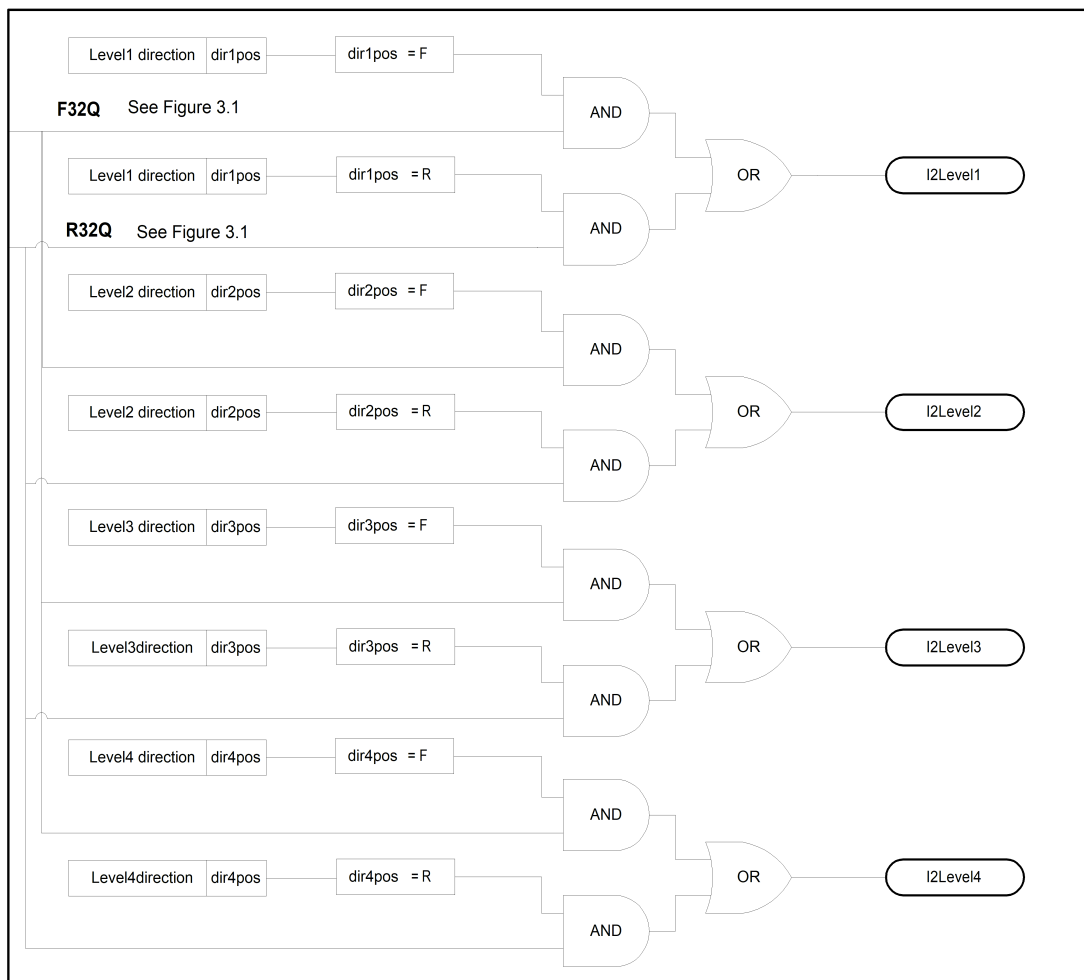 Level1 direction dir1pos dir1pos = F
AND
F32Q See Figure 3.1
Level1 direction dir1pos dir1pos = R
OR
I2Level1
AND
R32Q See Figure 3.1
Level2 direction dir2pos dir2pos = F
AND
Level2 direction dir2pos dir2pos = R
OR
I2Level2
AND
Level3 direction dir3pos dir3pos = F
AND
Level3direction dir3pos dir3pos = R
OR
I2Level3
AND
Level4 direction dir4pos dir4pos = F
AND
Level4direction dir4pos dir4pos = R
OR
I2Level4
AND